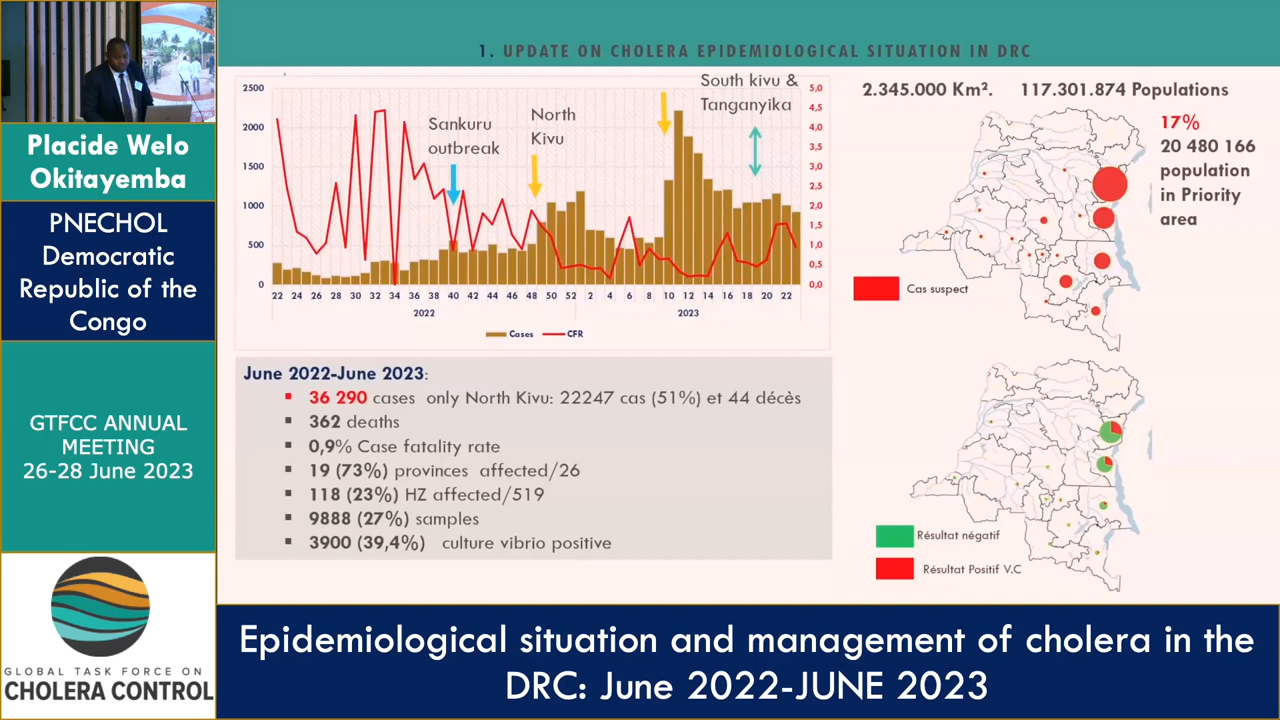 1. UPDATE ON CHOLERA EPIDEMIOLOGICAL SITUATION IN DRC
Placide Welo
Okitayemba
PNECHOL
Democratic
Republic of the
Congo
GTFCC ANNUAL
MEETING
26-28 June 2023
GLOBAL TASK FORCE ON
CHOLERA CONTROL
2500
2000
1500
1000
500
0
5,0
4,5
4,0
3,5
3,0
2,5
2,0
1,5
1,0
0,5
0,0
Sankuru
outbreak
North
Kivu
South kivu &
Tanganyika
22 24 26 28 30 32 34 36 38 40 42 44 46 48 50 52 2 4 6 8 10 12 14 16 18 20 22
2022 2023
Cases CFR
June 2022-June 2023:
▪ 36 290 cases only North Kivu: 22247 cas (51%) et 44 décès
▪ 362 deaths
▪ 0,9% Case fatality rate
▪ 19 (73%) provinces affected/26
▪ 118 (23%) HZ affected/519
▪ 9888 (27%) samples
▪ 3900 (39,4%) culture vibrio positive
2.345.000 Km². 117.301.874 Populations
17%
20 480 166
population
in Priority
area
Cas suspect
Résultat négatif
Résultat Positif V.C
Epidemiological situation and management of cholera in the
DRC: June 2022-JUNE 2023